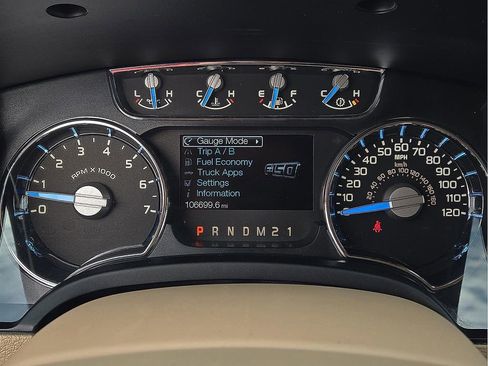 L H C H E F C H
0 1 2 3 4 5 6 7
RPM X 1000
Gauge Mode
Trip A / B
Fuel Economy
Truck Apps
Settings
Information
106699.6 mi
P R N D M 2 1
10 20 30 40 50 60 70 80 90 100 110 120
MPH
km/h